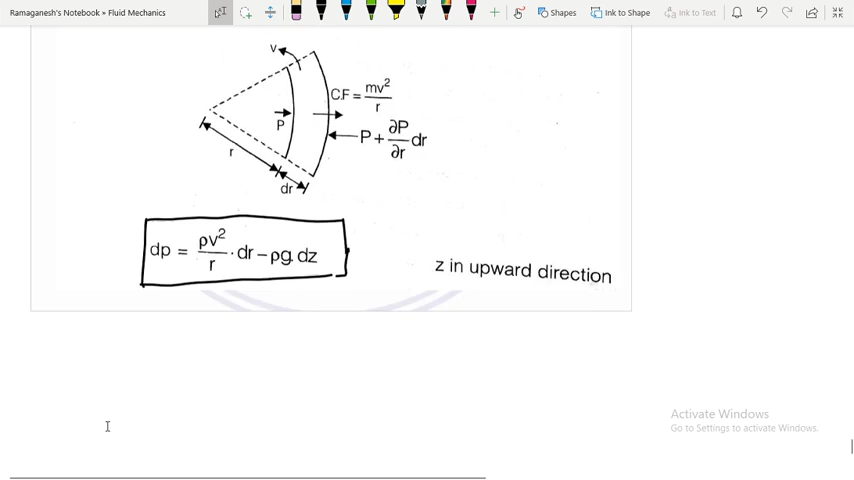 Ramaganesh's Notebook » Fluid Mechanics
Shapes
Ink to Shape
Ink to Text
V
C.F = mv²/r
P
P + ∂P/∂r dr
r
dr
dp = ρv²/r · dr − ρg. dz
z in upward direction
Activate Windows
Go to Settings to activate Windows.